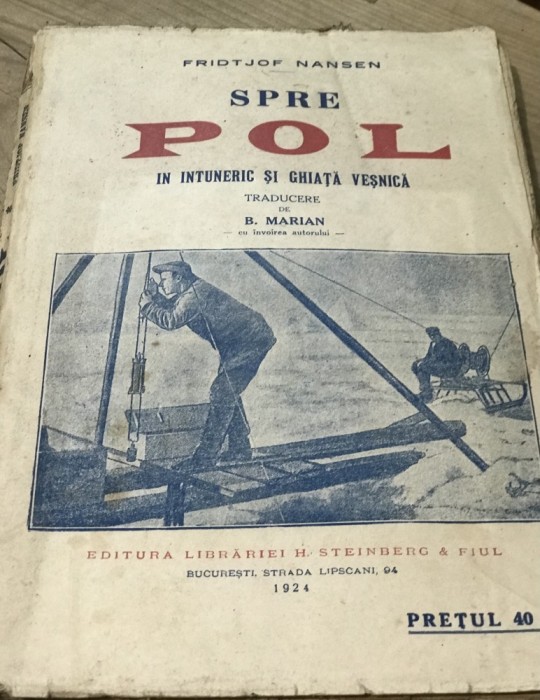 FRIDTJOF NANSEN
SPRE
POL
IN INTUNERIC ȘI GHIAȚĂ VEȘNICĂ
TRADUCERE
DE
B. MARIAN
— cu învoirea autorului —
EDITURA LIBRĂRIEI H. STEINBERG & FIUL
BUCUREȘTI, STRADA LIPSCANI, 94
1924
PREȚUL 40